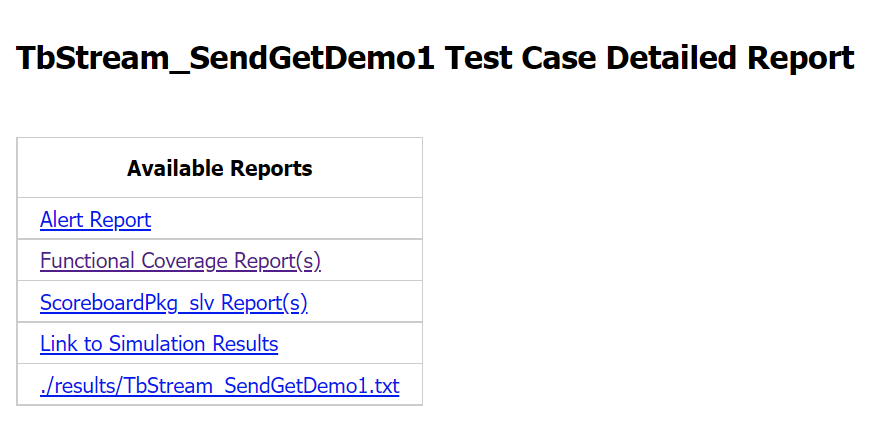 TbStream_SendGetDemo1 Test Case Detailed Report
Available Reports
Alert Report
Functional Coverage Report(s)
ScoreboardPkg_slv Report(s)
Link to Simulation Results
./results/TbStream_SendGetDemo1.txt